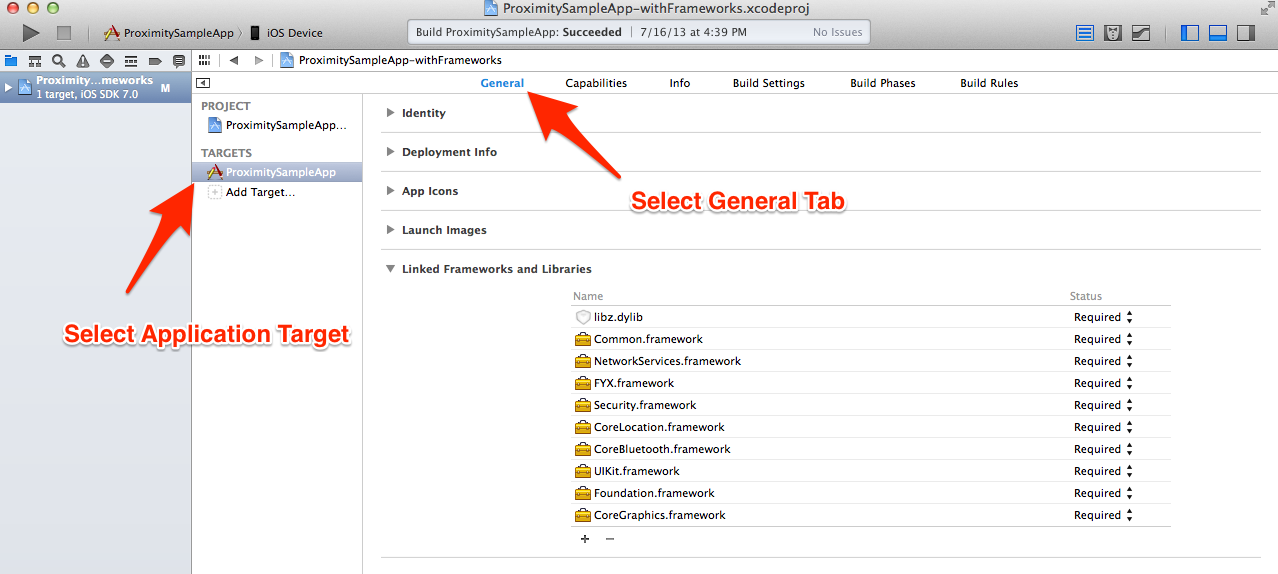 ProximitySampleApp-withFrameworks.xcodeproj
ProximitySampleApp 〉 iOS Device
Build ProximitySampleApp: Succeeded | 7/16/13 at 4:39 PM No Issues
ProximitySampleApp-withFrameworks
Proximity...meworks
1 target, iOS SDK 7.0 M
General Capabilities Info Build Settings Build Phases Build Rules
PROJECT
ProximitySampleApp...
TARGETS
ProximitySampleApp
Add Target...
Select Application Target
Identity
Deployment Info
App Icons
Select General Tab
Launch Images
Linked Frameworks and Libraries
Name Status
libz.dylib Required
Common.framework Required
NetworkServices.framework Required
FYX.framework Required
Security.framework Required
CoreLocation.framework Required
CoreBluetooth.framework Required
UIKit.framework Required
Foundation.framework Required
CoreGraphics.framework Required
+ −